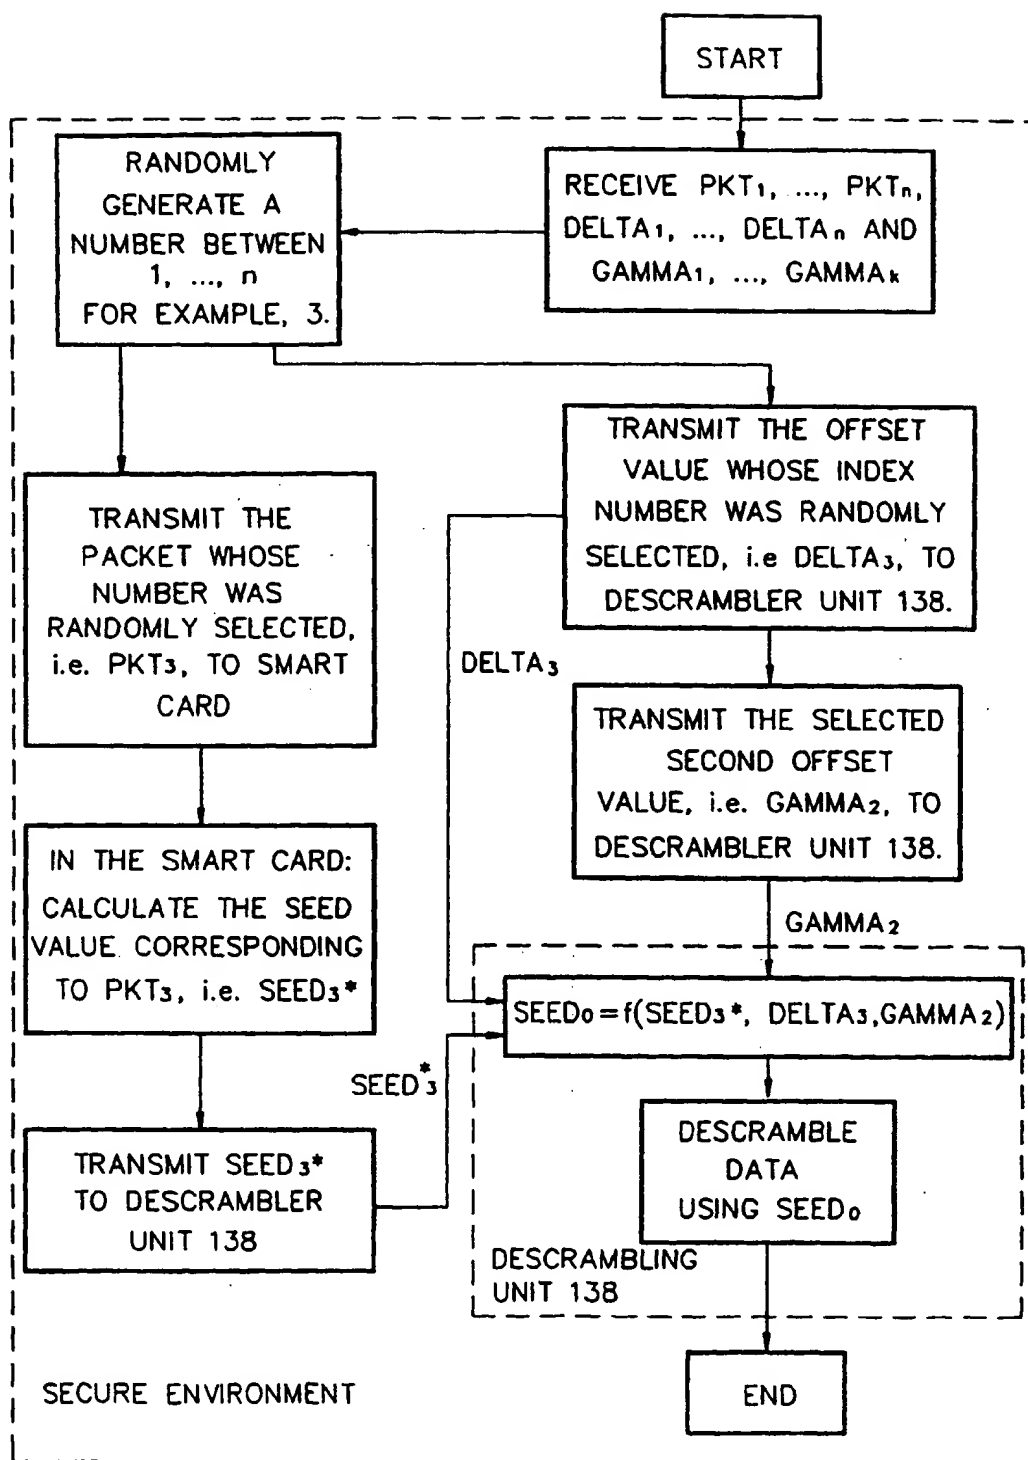 START
RECEIVE PKT₁, ..., PKTₙ,
DELTA₁, ..., DELTAₙ AND
GAMMA₁, ..., GAMMAₖ
RANDOMLY
GENERATE A
NUMBER BETWEEN
1, ..., n
FOR EXAMPLE, 3.
TRANSMIT THE OFFSET
VALUE WHOSE INDEX
NUMBER WAS RANDOMLY
SELECTED, i.e DELTA₃, TO
DESCRAMBLER UNIT 138.
TRANSMIT THE
PACKET WHOSE
NUMBER WAS
RANDOMLY SELECTED,
i.e. PKT₃, TO SMART
CARD
DELTA₃
TRANSMIT THE SELECTED
SECOND OFFSET
VALUE, i.e. GAMMA₂, TO
DESCRAMBLER UNIT 138.
IN THE SMART CARD:
CALCULATE THE SEED
VALUE CORRESPONDING
TO PKT₃, i.e. SEED₃*
GAMMA₂
SEED₀=f(SEED₃*, DELTA₃,GAMMA₂)
SEED₃*
TRANSMIT SEED₃*
TO DESCRAMBLER
UNIT 138
DESCRAMBLE
DATA
USING SEED₀
DESCRAMBLING
UNIT 138
SECURE ENVIRONMENT
END